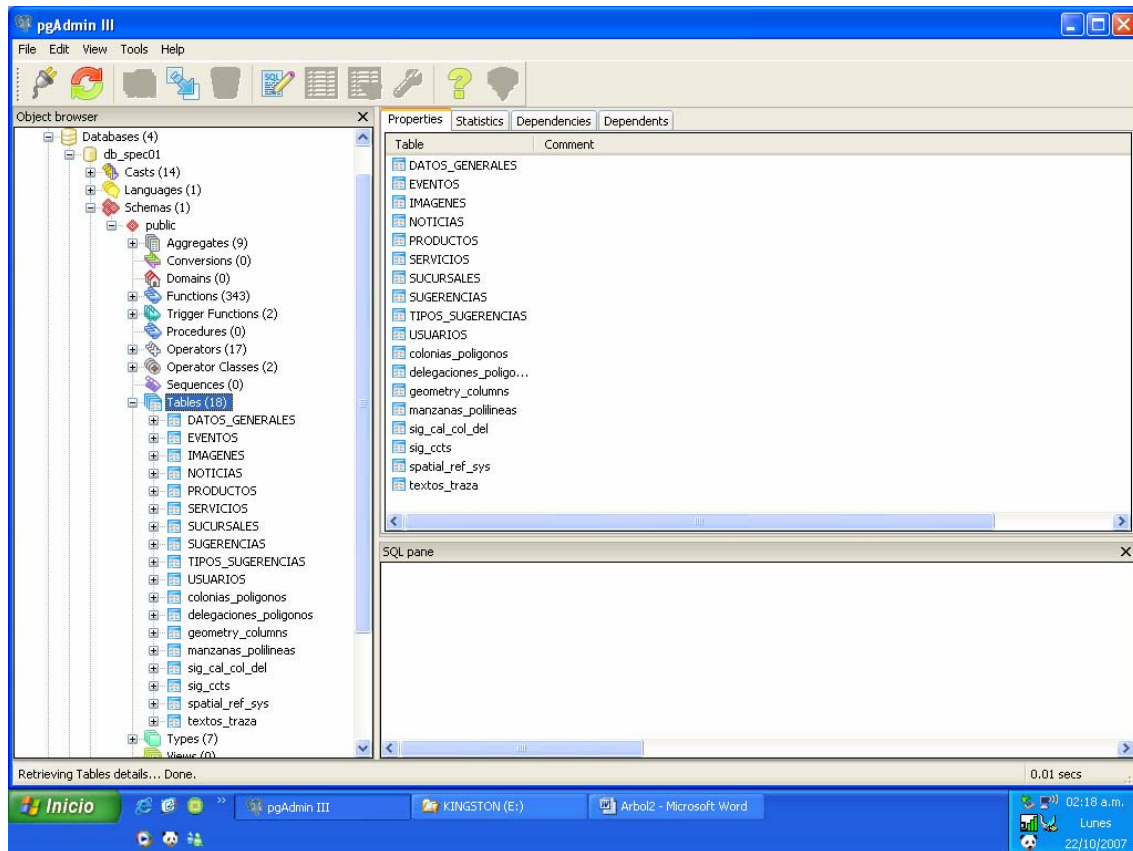 pgAdmin III
File Edit View Tools Help
SQL
Object browser
Databases (4)
db_spec01
Casts (14)
Languages (1)
Schemas (1)
public
Aggregates (9)
Conversions (0)
Domains (0)
Functions (343)
Trigger Functions (2)
Procedures (0)
Operators (17)
Operator Classes (2)
Sequences (0)
Tables (18)
DATOS_GENERALES
EVENTOS
IMAGENES
NOTICIAS
PRODUCTOS
SERVICIOS
SUCURSALES
SUGERENCIAS
TIPOS_SUGERENCIAS
USUARIOS
colonias_poligonos
delegaciones_poligonos
geometry_columns
manzanas_polilineas
sig_cal_col_del
sig_ccts
spatial_ref_sys
textos_traza
Types (7)
Views (0)
Properties Statistics Dependencies Dependents
Table Comment
DATOS_GENERALES
EVENTOS
IMAGENES
NOTICIAS
PRODUCTOS
SERVICIOS
SUCURSALES
SUGERENCIAS
TIPOS_SUGERENCIAS
USUARIOS
colonias_poligonos
delegaciones_poligo...
geometry_columns
manzanas_polilineas
sig_cal_col_del
sig_ccts
spatial_ref_sys
textos_traza
SQL pane
Retrieving Tables details... Done. 0.01 secs
Inicio pgAdmin III KINGSTON (E:) Arbol2 - Microsoft Word 02:18 a.m.
Lunes
22/10/2007